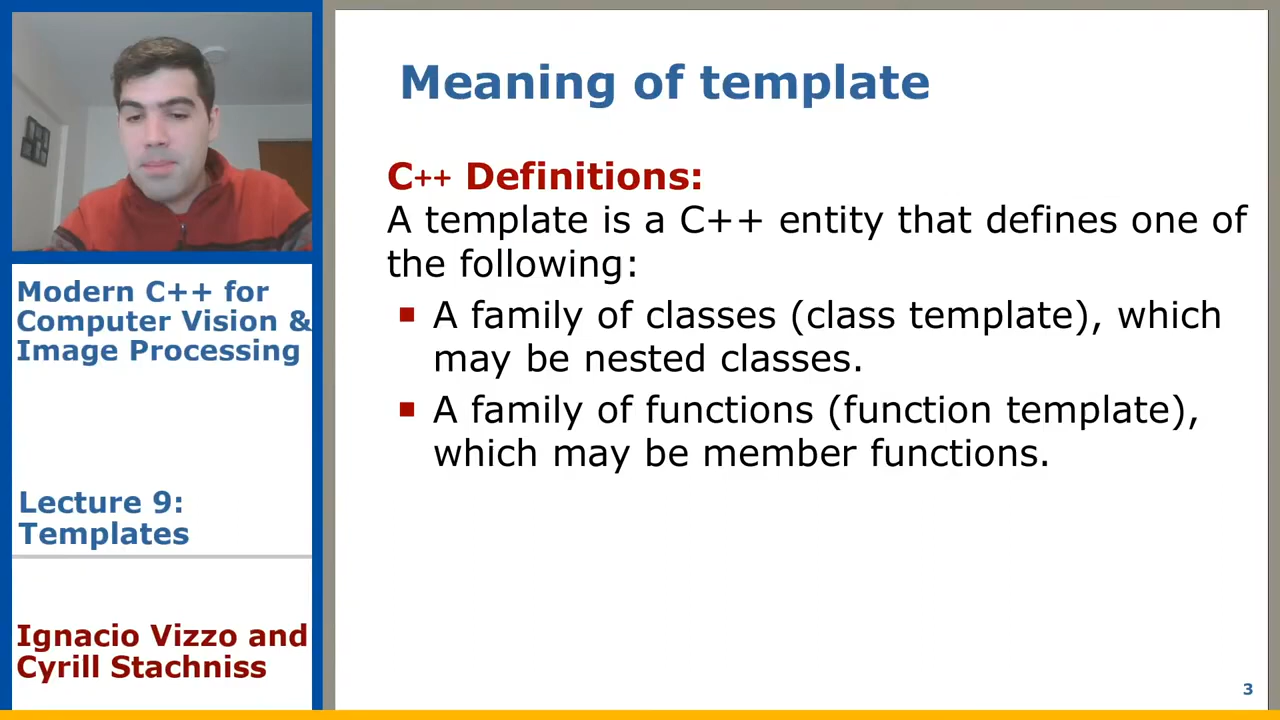 Modern C++ for
Computer Vision &
Image Processing
Lecture 9:
Templates
Ignacio Vizzo and
Cyrill Stachniss
Meaning of template
C++ Definitions:
A template is a C++ entity that defines one of
the following:
▪ A family of classes (class template), which
may be nested classes.
▪ A family of functions (function template),
which may be member functions.
3